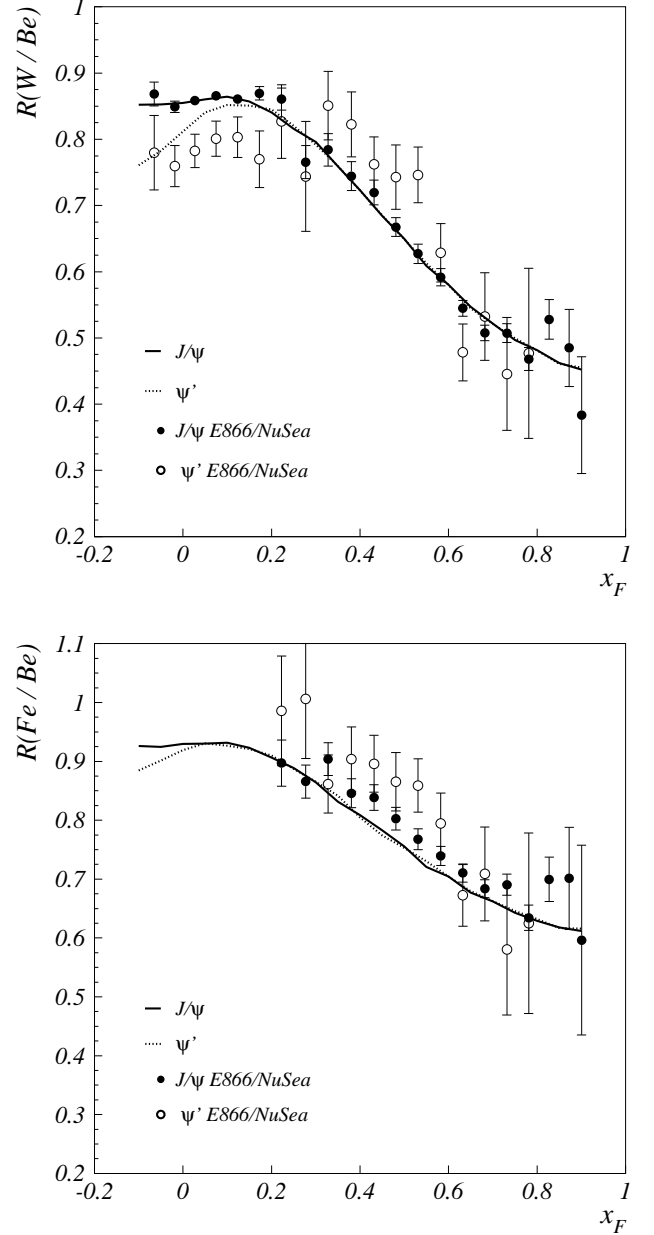 R(W / Be)
1
0.9
0.8
0.7
0.6
0.5
0.4
0.3
0.2
J/ψ
ψ’
J/ψ E866/NuSea
ψ’ E866/NuSea
-0.2 0 0.2 0.4 0.6 0.8 1
x_F
R(Fe / Be)
1.1
1
0.9
0.8
0.7
0.6
0.5
0.4
0.3
0.2
J/ψ
ψ’
J/ψ E866/NuSea
ψ’ E866/NuSea
-0.2 0 0.2 0.4 0.6 0.8 1
x_F